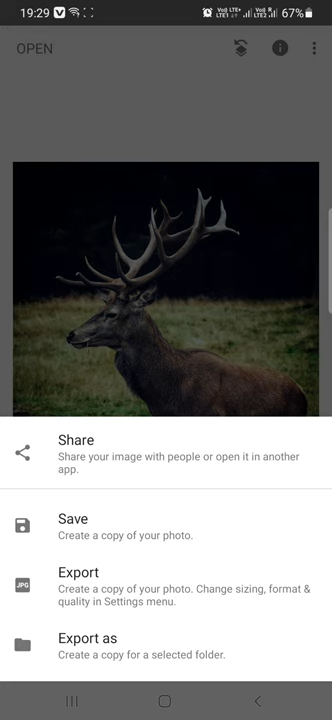 19:29 67%
OPEN
Share
Share your image with people or open it in another
app.
Save
Create a copy of your photo.
JPG
Export
Create a copy of your photo. Change sizing, format &
quality in Settings menu.
Export as
Create a copy for a selected folder.